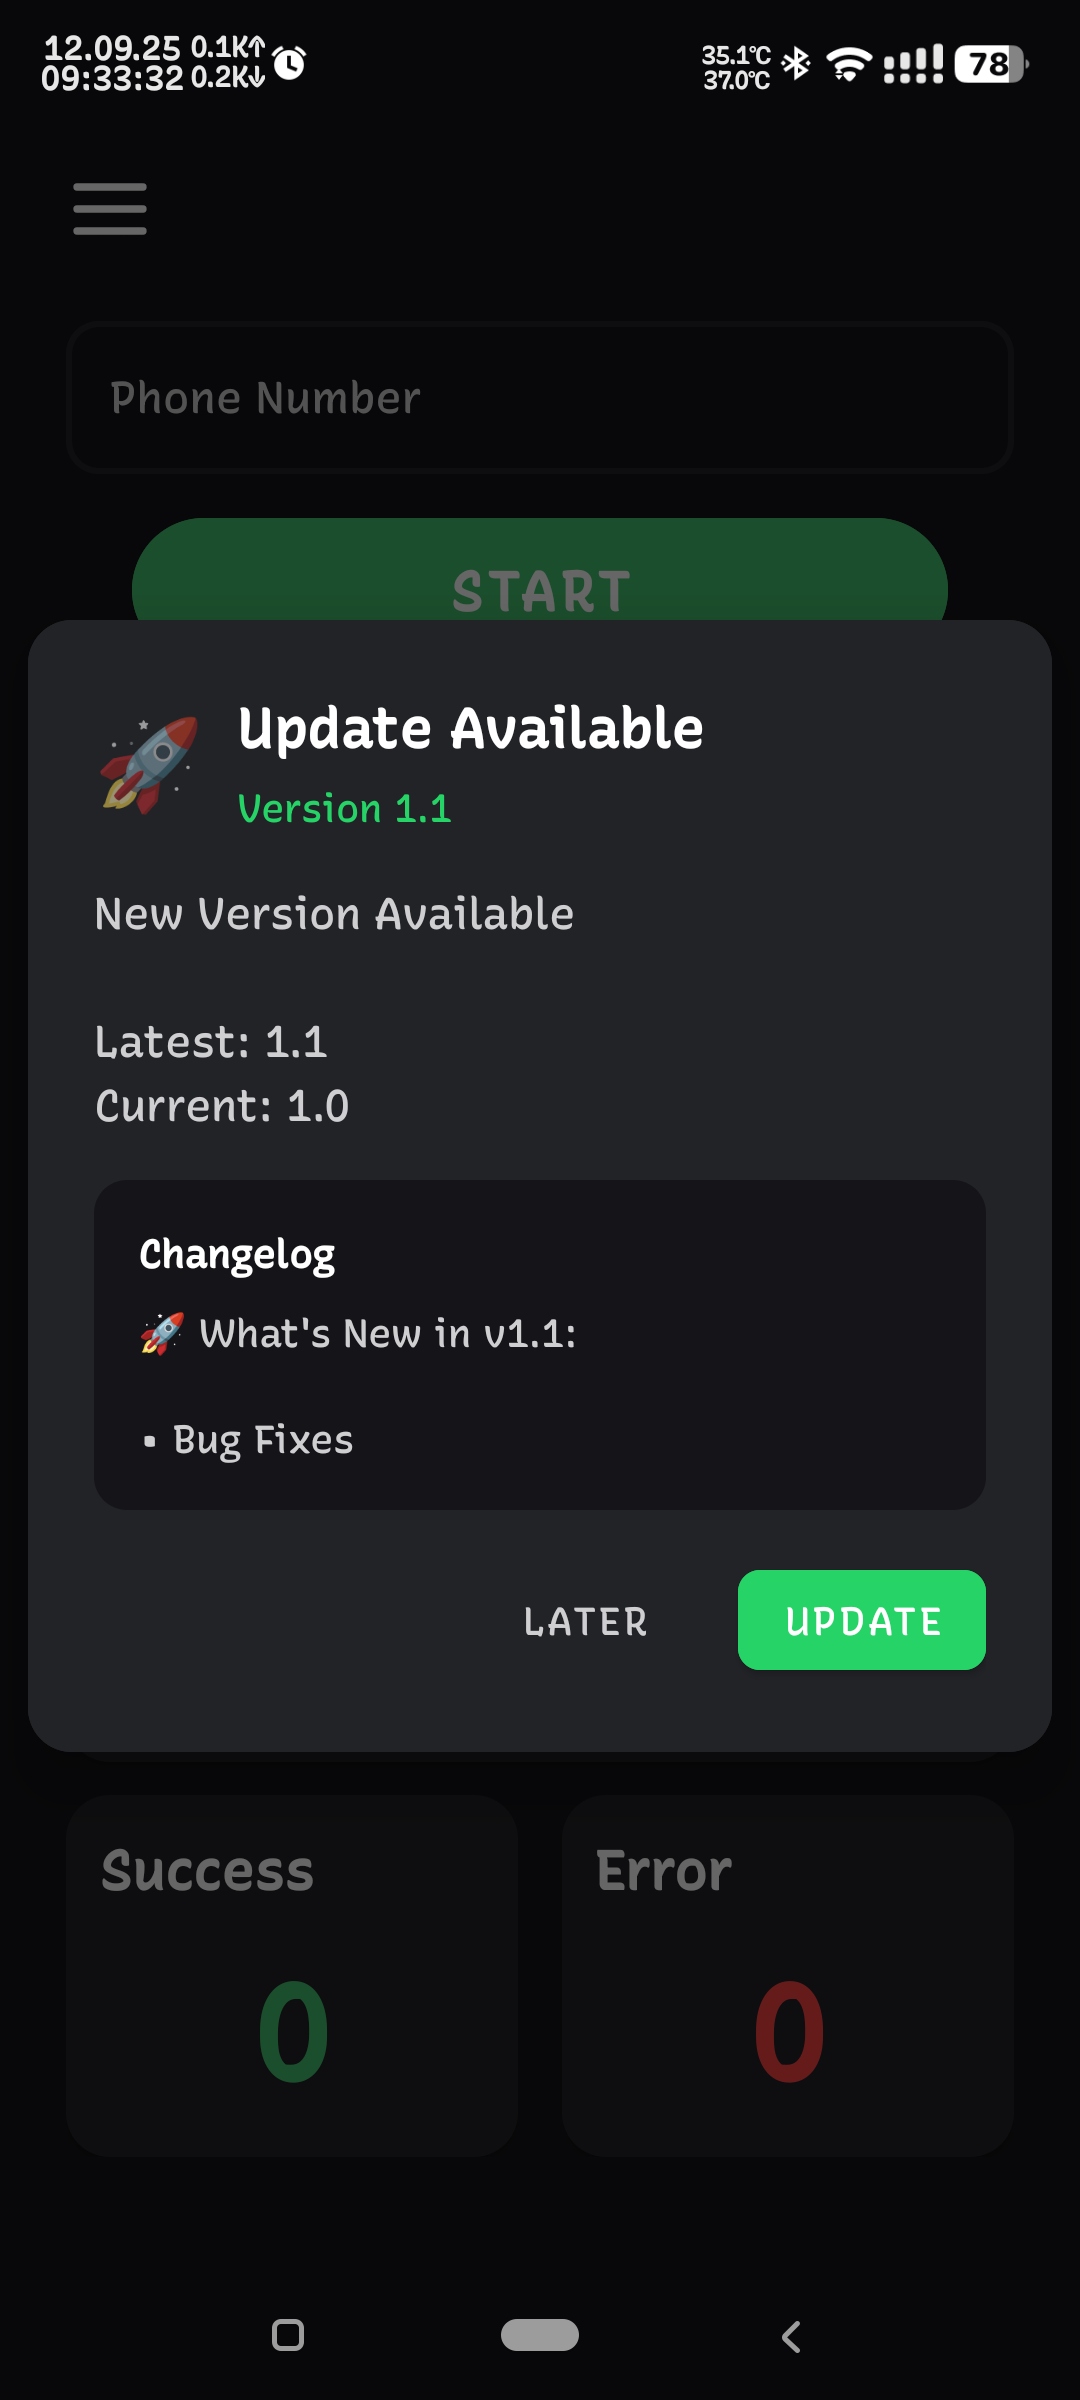 12.09.25 0.1K↑
09:33:32 0.2K↓
35.1°C
37.0°C
78
Phone Number
START
Update Available
Version 1.1
New Version Available
Latest: 1.1
Current: 1.0
Changelog
🚀 What's New in v1.1:
▪ Bug Fixes
LATER
UPDATE
Success
Error
0
0